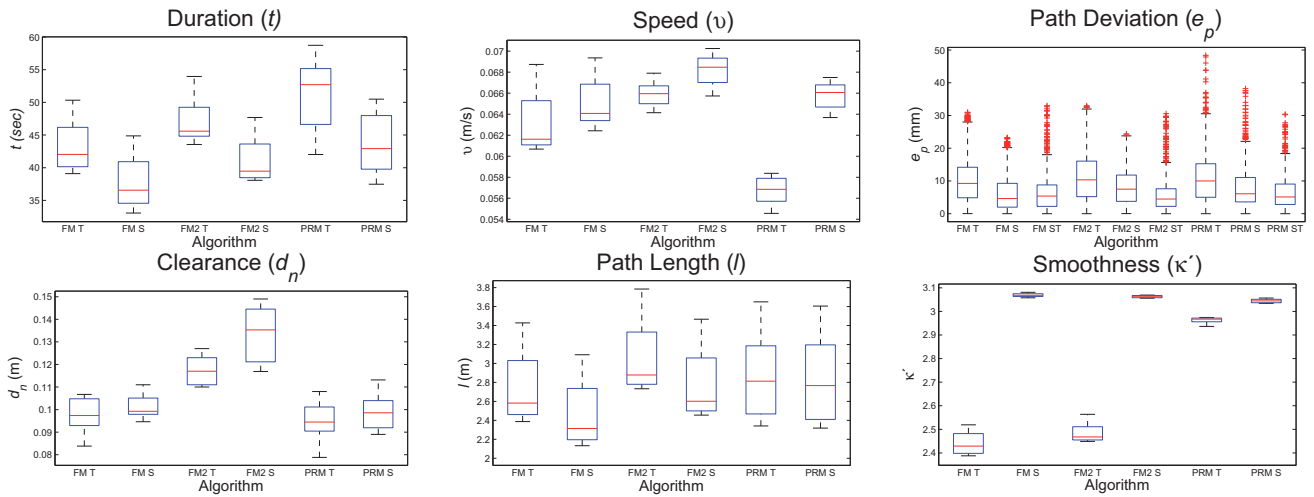 Duration (t)
60
55
50
45
40
35
t (sec)
FM T FM S FM2 T FM2 S PRM T PRM S
Algorithm
Speed (υ)
0.07
0.068
0.066
0.064
0.062
0.06
0.058
0.056
0.054
υ (m/s)
FM T FM S FM2 T FM2 S PRM T PRM S
Algorithm
Path Deviation (e_p)
50
40
30
20
10
0
e_p (mm)
FM T FM S FM ST FM2 T FM2 S FM2 ST PRM T PRM S PRM ST
Algorithm
Clearance (d_n)
0.15
0.14
0.13
0.12
0.11
0.1
0.09
0.08
d_n (m)
FM T FM S FM2 T FM2 S PRM T PRM S
Algorithm
Path Length (l)
3.8
3.6
3.4
3.2
3
2.8
2.6
2.4
2.2
2
l (m)
FM T FM S FM2 T FM2 S PRM T PRM S
Algorithm
Smoothness (κ´)
3.1
3
2.9
2.8
2.7
2.6
2.5
2.4
κ´
FM T FM S FM2 T FM2 S PRM T PRM S
Algorithm